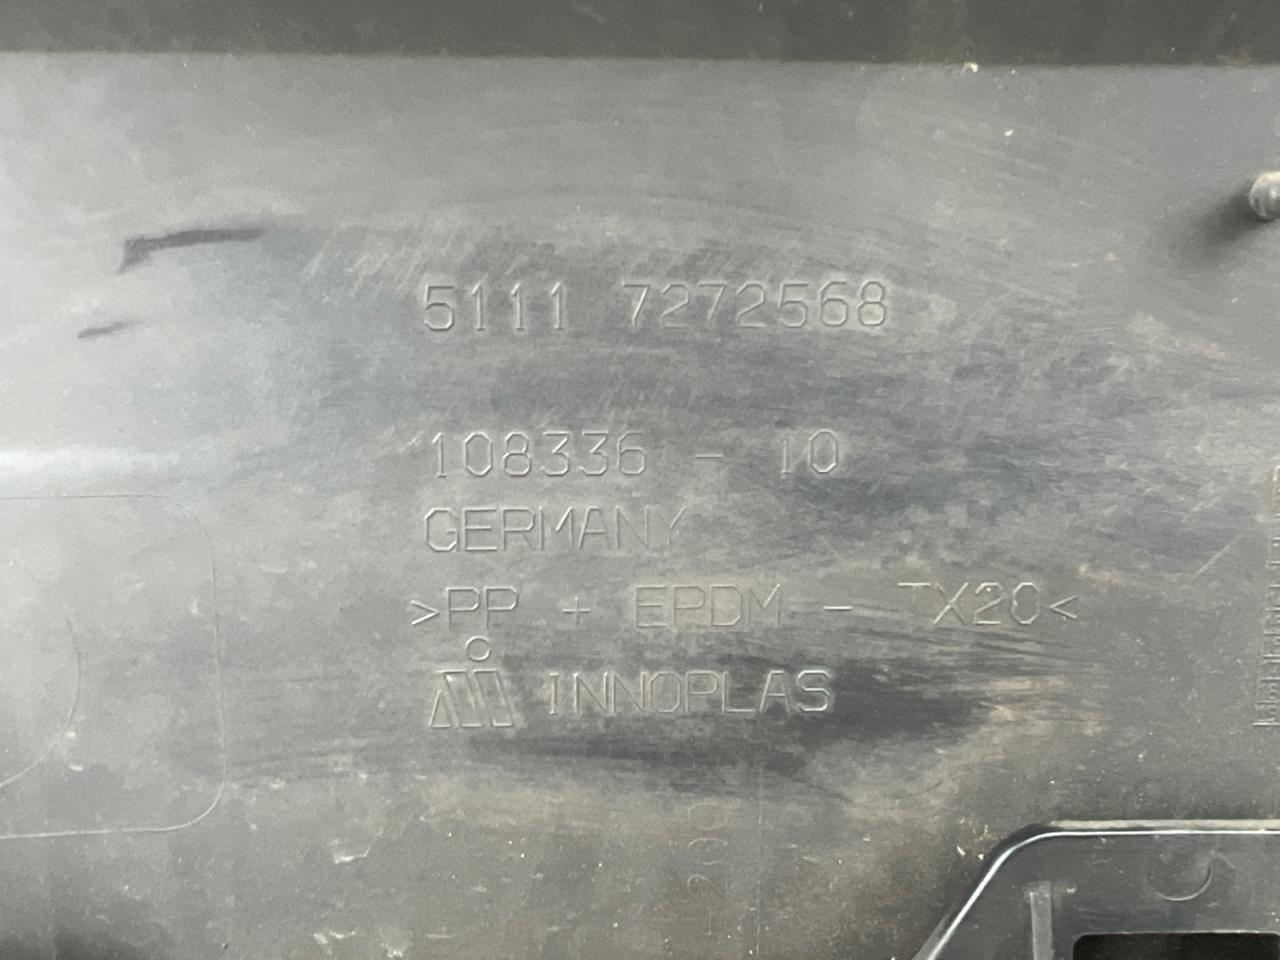 5111 7272568
108336 - 10
GERMANY
>PP + EPDM - TX20<
INNOPLAS